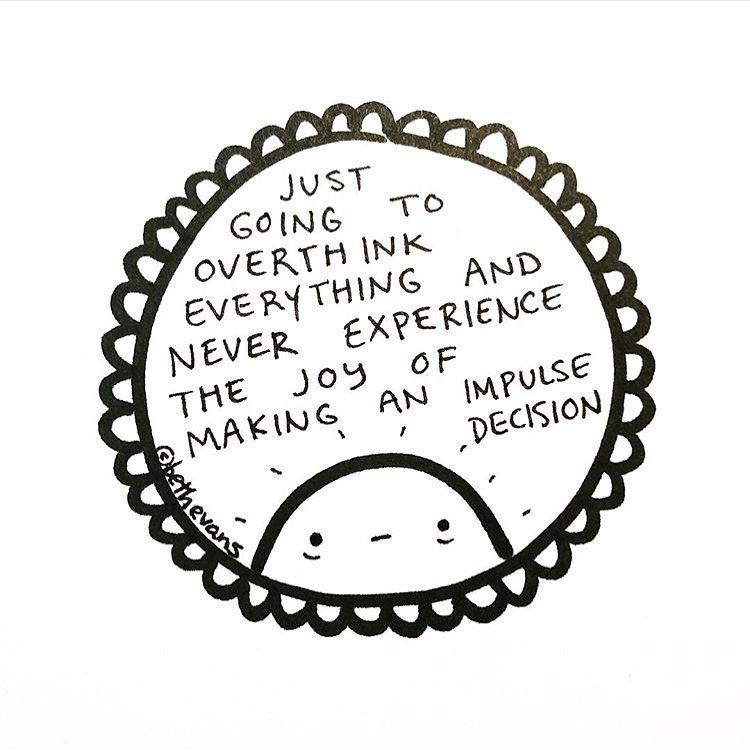 JUST
GOING TO
OVERTHINK
EVERYTHING AND
NEVER EXPERIENCE
THE JOY OF
MAKING AN IMPULSE
DECISION
©bethevans